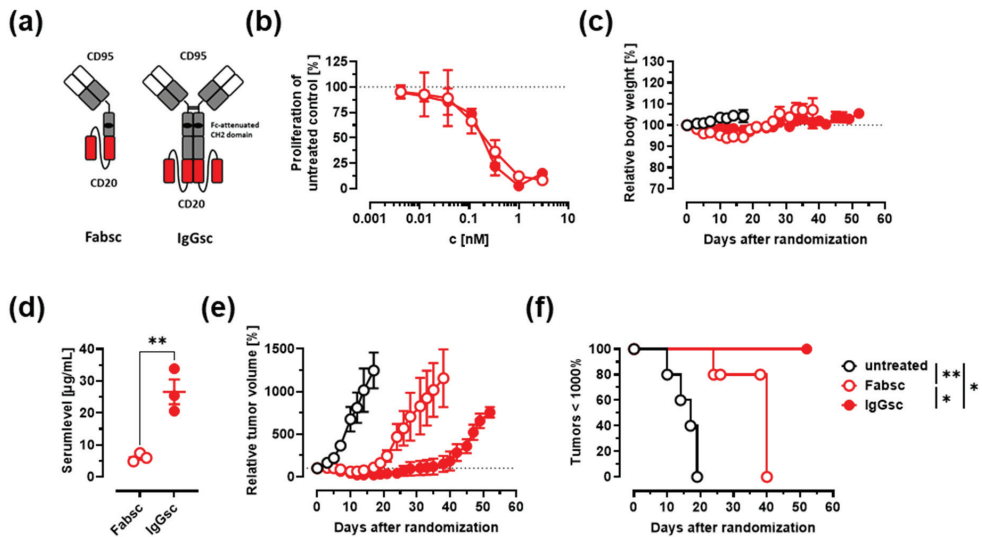 (a)
CD95
CD95
Fc-attenuated
CH2 domain
CD20
CD20
Fabsc
IgGsc
(b)
Proliferation of
untreated control [%]
125
100
75
50
25
0
0.001
0.01
0.1
1
10
c [nM]
(c)
Relative body weight [%]
130
120
110
100
90
80
70
0
10
20
30
40
50
60
Days after randomization
(d)
Serumlevel [µg/mL]
40
30
20
10
0
**
Fabsc
IgGsc
(e)
Relative tumor volume [%]
1500
1000
500
0
0
10
20
30
40
50
60
Days after randomization
(f)
Tumors < 1000%
100
80
60
40
20
0
0
10
20
30
40
50
60
Days after randomization
untreated
Fabsc
IgGsc
**
*
*